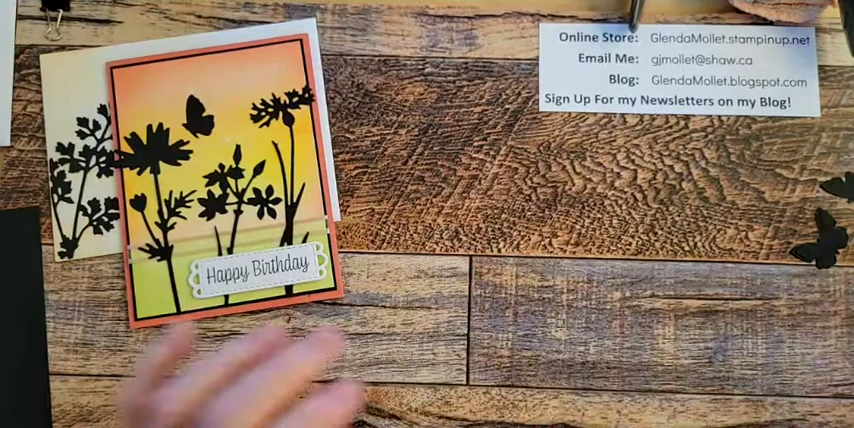 Online Store: GlendaMollet.stampinup.net
Email Me: gjmollet@shaw.ca
Blog: GlendaMollet.blogspot.com
Sign Up For my Newsletters on my Blog!
Happy Birthday